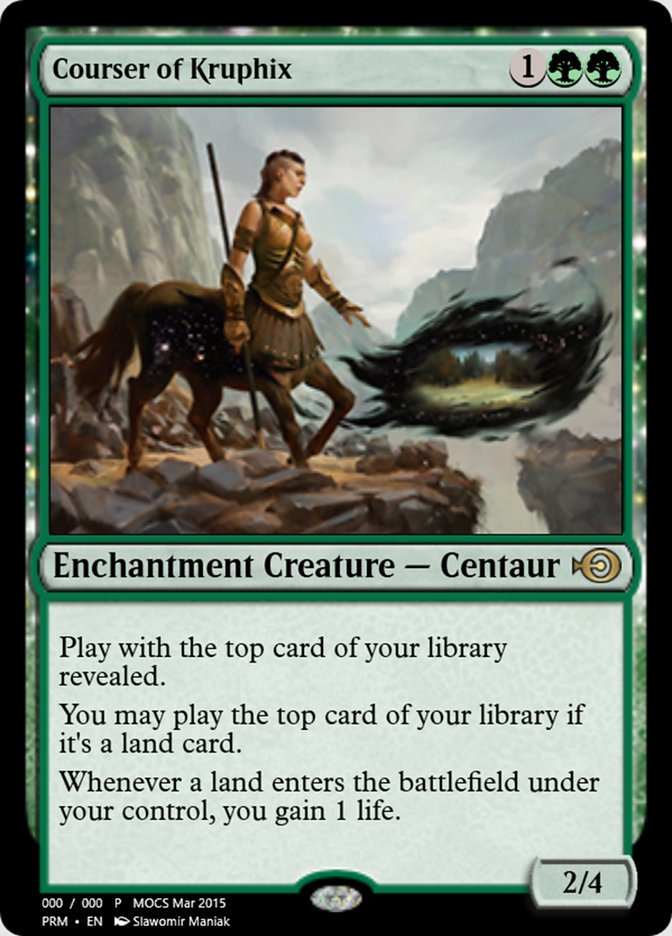 Courser of Kruphix 1
Enchantment Creature — Centaur
Play with the top card of your library
revealed.
You may play the top card of your library if
it's a land card.
Whenever a land enters the battlefield under
your control, you gain 1 life.
2/4
000 / 000 P MOCS Mar 2015
PRM • EN Slawomir Maniak